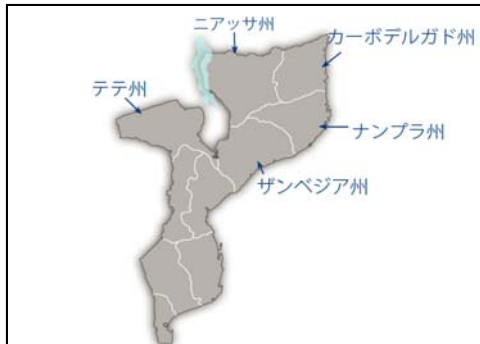 ニアッサ州
カーボデルガド州
テテ州
ナンプラ州
ザンベジア州